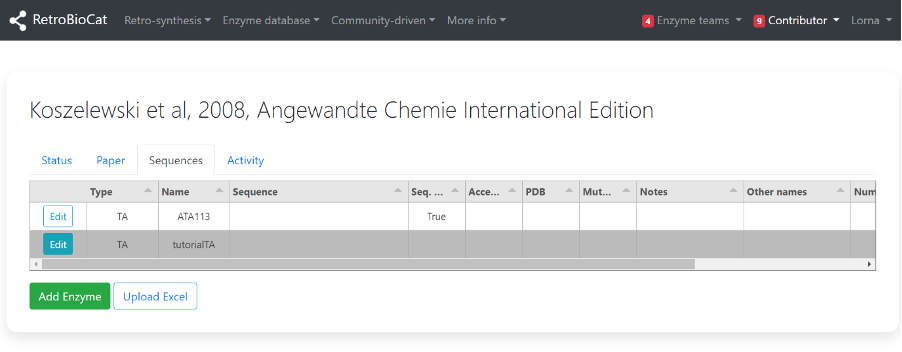 RetroBioCat Retro-synthesis Enzyme database Community-driven More info 4 Enzyme teams 9 Contributor Lorna
Koszelewski et al, 2008, Angewandte Chemie International Edition
Status Paper Sequences Activity
Type Name Sequence Seq. ... Acce... PDB Mut... Notes Other names Num
Edit TA ATA113 True
Edit TA tutorialTA
Add Enzyme Upload Excel